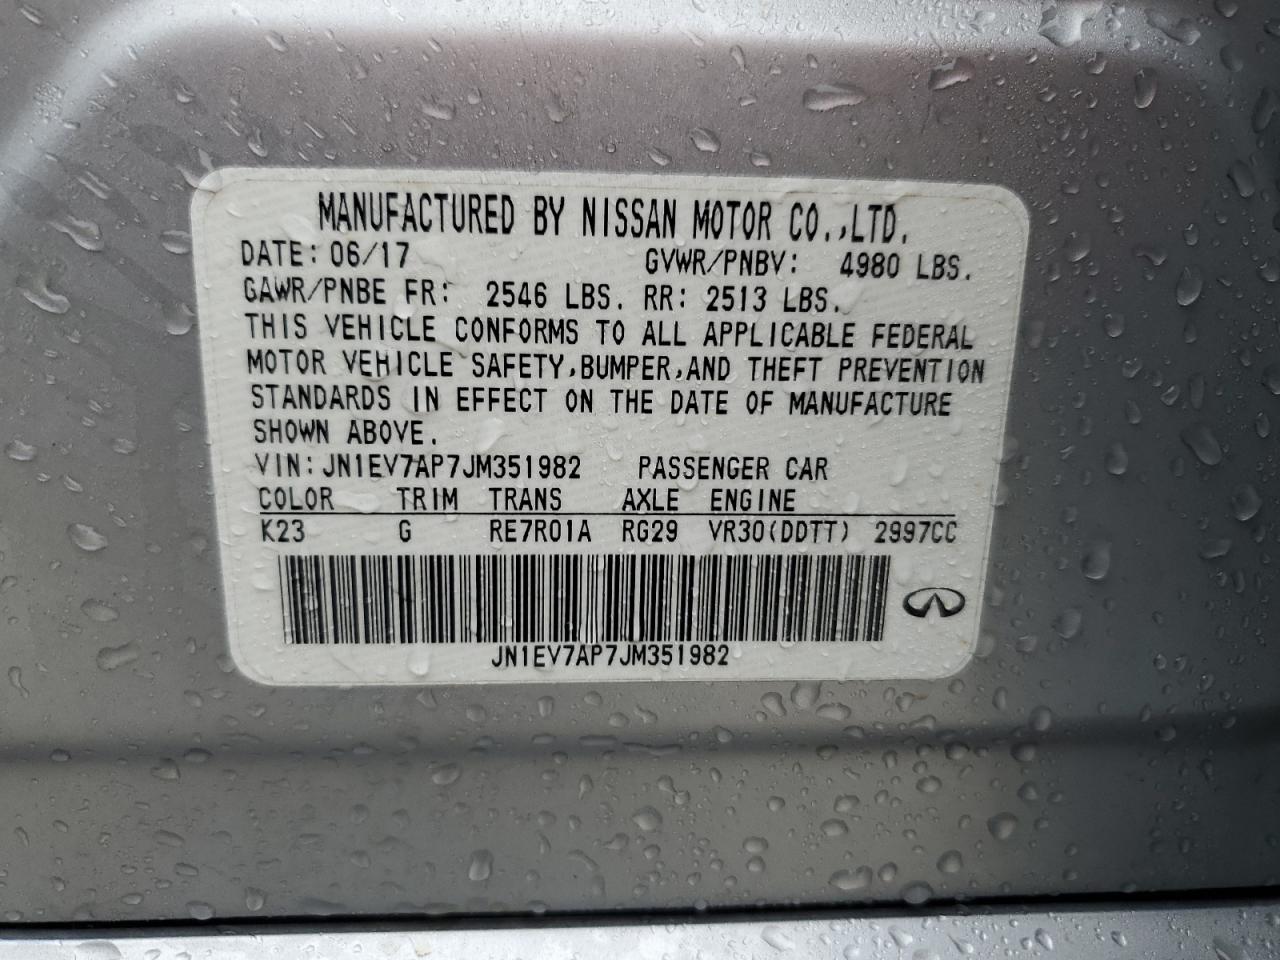 MANUFACTURED BY NISSAN MOTOR CO.,LTD.
DATE: 06/17 GVWR/PNBV: 4980 LBS.
GAWR/PNBE FR: 2546 LBS. RR: 2513 LBS.
THIS VEHICLE CONFORMS TO ALL APPLICABLE FEDERAL
MOTOR VEHICLE SAFETY,BUMPER,AND THEFT PREVENTION
STANDARDS IN EFFECT ON THE DATE OF MANUFACTURE
SHOWN ABOVE.
VIN: JN1EV7AP7JM351982 PASSENGER CAR
COLOR TRIM TRANS AXLE ENGINE
K23 G RE7R01A RG29 VR30(DDTT) 2997CC
JN1EV7AP7JM351982